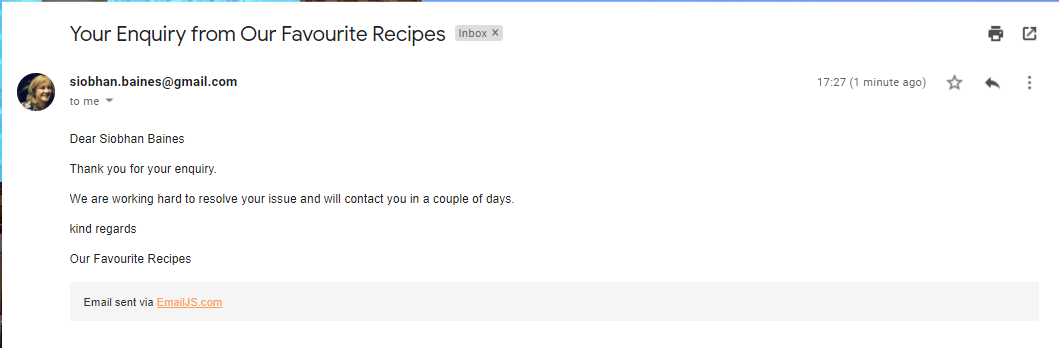 Your Enquiry from Our Favourite Recipes Inbox ×
siobhan.baines@gmail.com 17:27 (1 minute ago)
to me
Dear Siobhan Baines
Thank you for your enquiry.
We are working hard to resolve your issue and will contact you in a couple of days.
kind regards
Our Favourite Recipes
Email sent via EmailJS.com